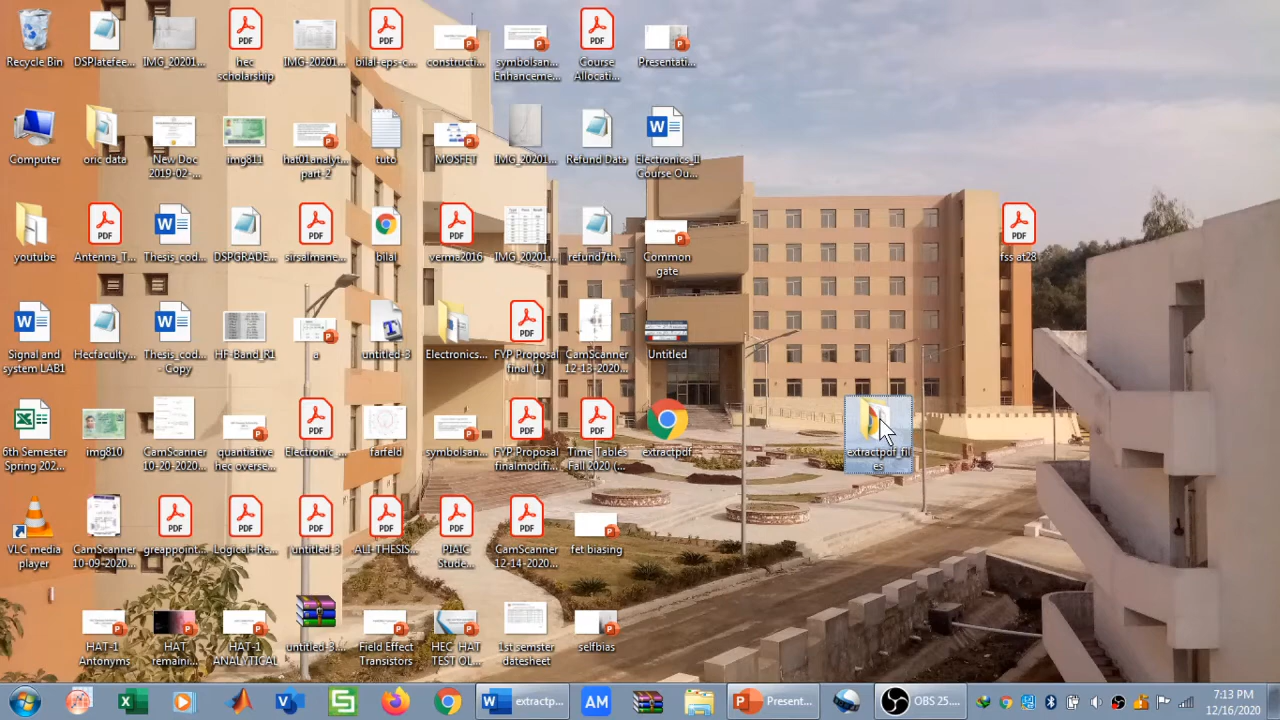 Recycle Bin
DSPlatefee...
IMG_20201...
hec
scholarship
IMG-20201...
bilal-eps-c...
constructi...
symbolsan...
Enhanceme...
Course
Allocati...
Presentati...
Computer
oric data
New Doc
2019-02-...
img811
hat01analyt...
part-2
tuto
MOSFET
IMG_20201...
Refund Data
Electronics_II
Course Ou...
youtube
Antenna_T...
Thesis_cod...
DSPGRADE...
sirsalmane...
bilal
verma2016
IMG_20201...
refund7th...
Common
gate
fss at28
Signal and
system LAB1
Hecfaculty...
Thesis_cod...
- Copy
HF-Band_R1
a
untitled-3
Electronics...
FYP Proposal
final (1)
CamScanner
12-13-2020...
Untitled
6th Semester
Spring 202...
img810
CamScanner
10-20-2020...
quantiative
hec overse...
Electronic_...
farfeld
symbolsan...
FYP Proposal
finalmodifi...
Time Tables
Fall 2020 (...
extractpdf
extractpdf_fil
es
VLC media
player
CamScanner
10-09-2020...
greappoint...
Logical+Re...
untitled-3
ALI-THESIS...
PIAIC
Stude...
CamScanner
12-14-2020...
fet biasing
HAT-1
Antonyms
HAT
remaini...
HAT-1
ANALYTICAL
untitled-3....
Field Effect
Transistors
HEC HAT
TEST OL...
1st semster
datesheet
selfbias
extractp...
AM
Present...
OBS 25....
7:13 PM
12/16/2020